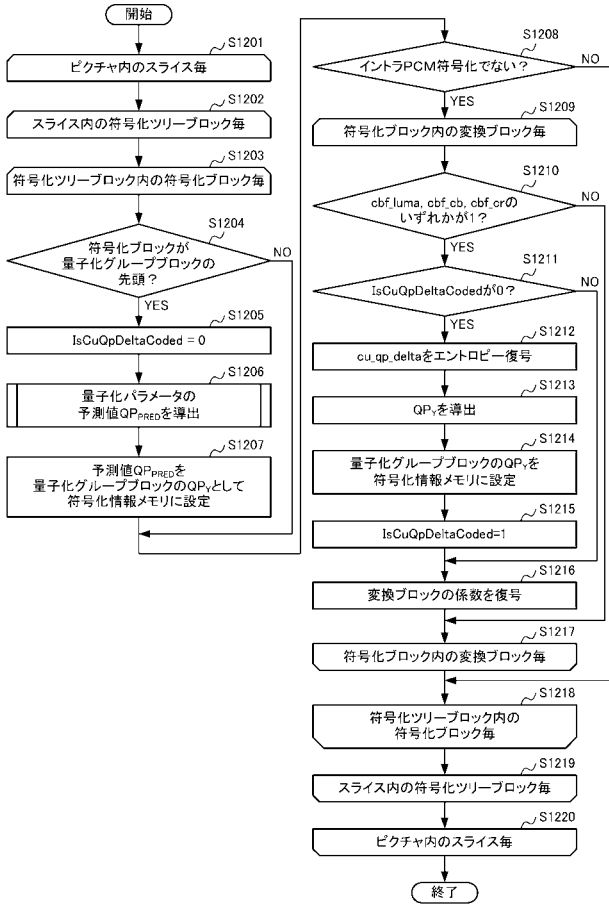 開始
S1201
ピクチャ内のスライス毎
S1202
スライス内の符号化ツリーブロック毎
S1203
符号化ツリーブロック内の符号化ブロック毎
S1204
符号化ブロックが
量子化グループブロックの
先頭？
NO
YES
S1205
IsCuQpDeltaCoded = 0
S1206
量子化パラメータの
予測値QPPREDを導出
S1207
予測値QPPREDを
量子化グループブロックのQPYとして
符号化情報メモリに設定
S1208
イントラPCM符号化でない？
NO
YES
S1209
符号化ブロック内の変換ブロック毎
S1210
cbf_luma, cbf_cb, cbf_crの
いずれかが1？
NO
YES
S1211
IsCuQpDeltaCodedが0？
NO
YES
S1212
cu_qp_deltaをエントロピー復号
S1213
QPYを導出
S1214
量子化グループブロックのQPYを
符号化情報メモリに設定
S1215
IsCuQpDeltaCoded=1
S1216
変換ブロックの係数を復号
S1217
符号化ブロック内の変換ブロック毎
S1218
符号化ツリーブロック内の
符号化ブロック毎
S1219
スライス内の符号化ツリーブロック毎
S1220
ピクチャ内のスライス毎
終了